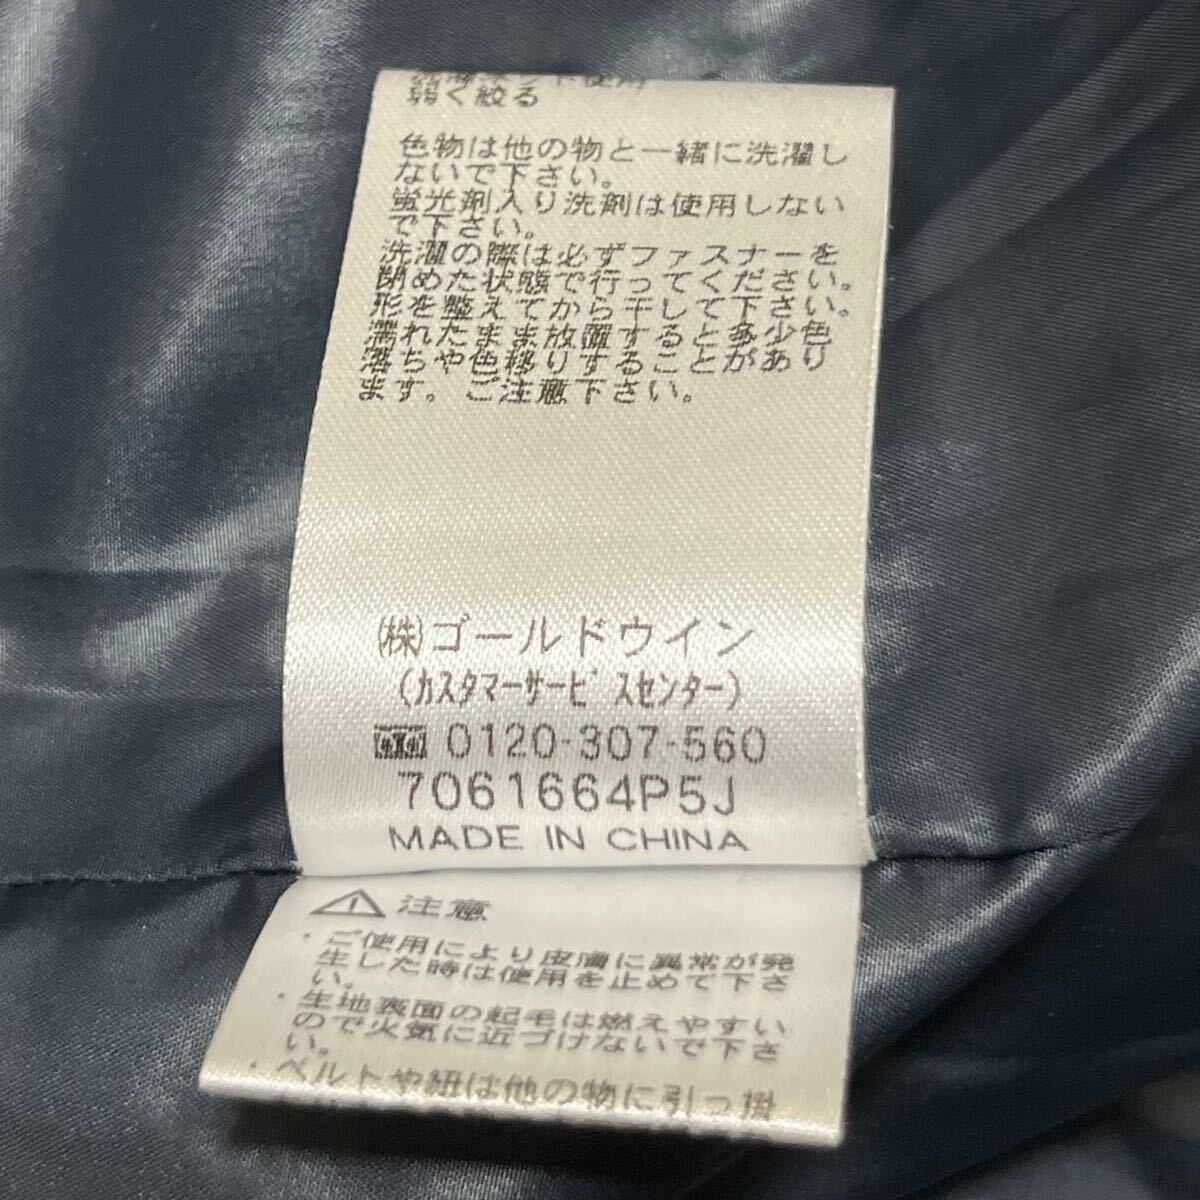 洗濯ネット使用
弱く絞る
色物は他の物と一緒に洗濯し
ないで下さい。
蛍光剤入り洗剤は使用しない
で下さい。
洗濯の際は必ずファスナーを
閉めた状態で行ってください。
形を整えてから干して下さい。
濡れたまま放置すると多少色
落ちや色移りすることがあり
ます。ご注意下さい。
(株)ゴールドウイン
(カスタマーサービスセンター)
0120-307-560
7061664P5J
MADE IN CHINA
注意
・ご使用により皮膚に異常が発
生した時は使用を止めて下さ
い。
・生地表面の起毛は燃えやすい
ので火気に近づけないで下さ
い。
・ベルトや紐は他の物に引っ掛